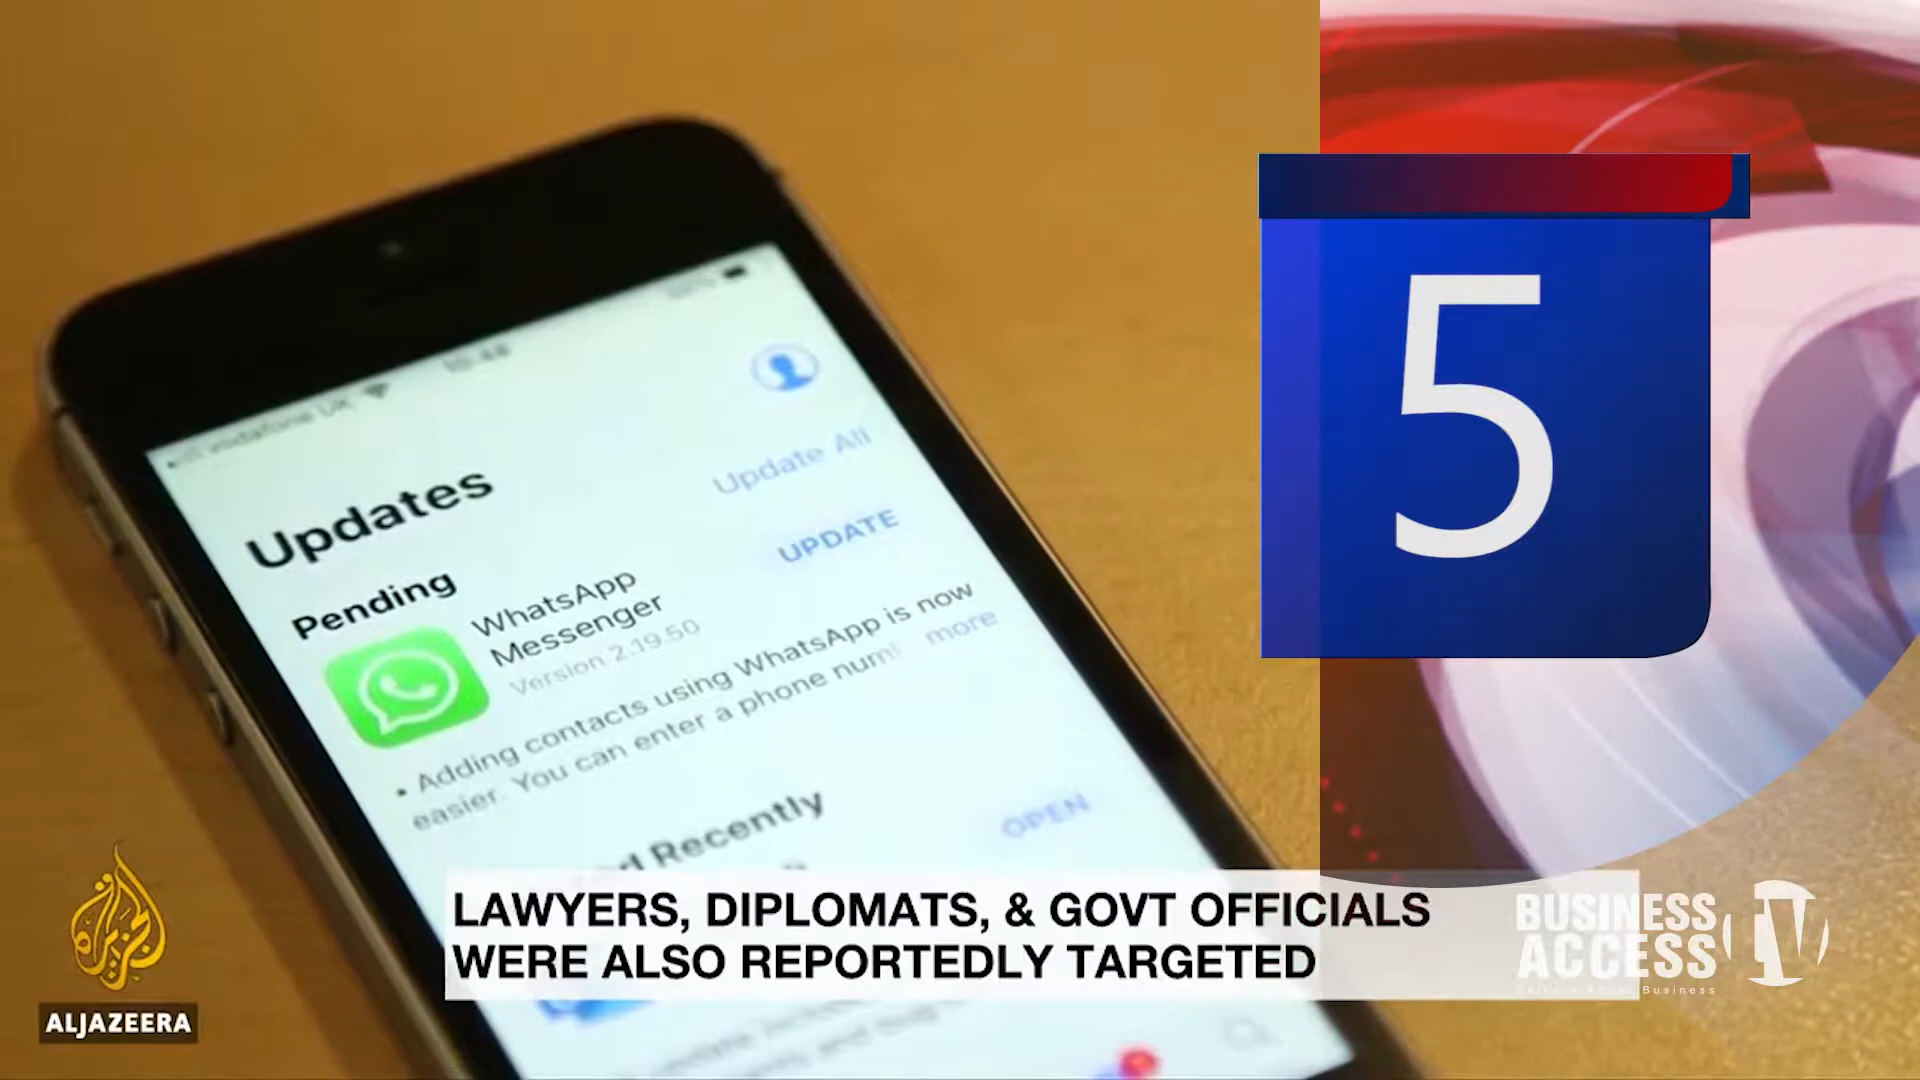 5
Updates
Update All
Pending
UPDATE
WhatsApp
Messenger
Version 2.19.50
• Adding contacts using WhatsApp is now
easier. You can enter a phone num
more
Recently
OPEN
LAWYERS, DIPLOMATS, & GOVT OFFICIALS
WERE ALSO REPORTEDLY TARGETED
BUSINESS
ACCESS
Business
الجزيرة
ALJAZEERA